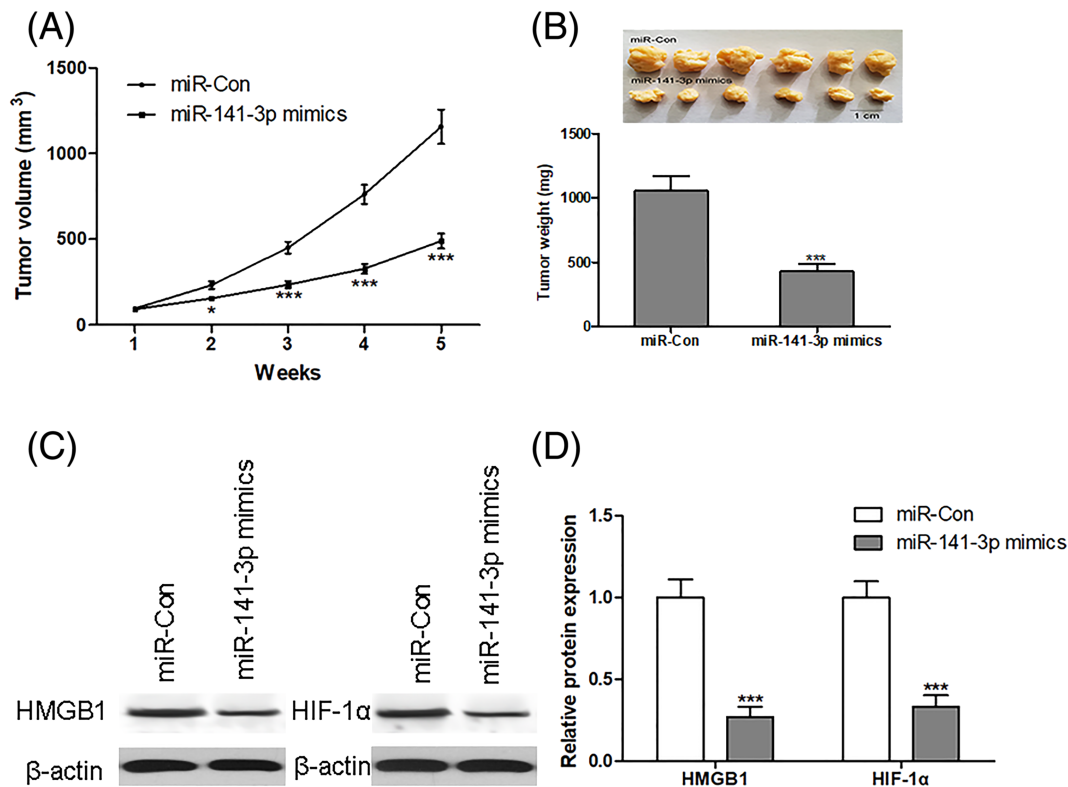 (A)
1500
1000
500
0
Tumor volume (mm3)
miR-Con
miR-141-3p mimics
*
***
***
***
1 2 3 4 5
Weeks
(B)
miR-Con
miR-141-3p mimics
1 cm
1500
1000
500
0
Tumor weight (mg)
***
miR-Con miR-141-3p mimics
(C)
miR-Con
miR-141-3p mimics
miR-Con
miR-141-3p mimics
HMGB1
HIF-1α
β-actin
β-actin
(D)
miR-Con
miR-141-3p mimics
1.5
1.0
0.5
0.0
Relative protein expression
***
***
HMGB1 HIF-1α